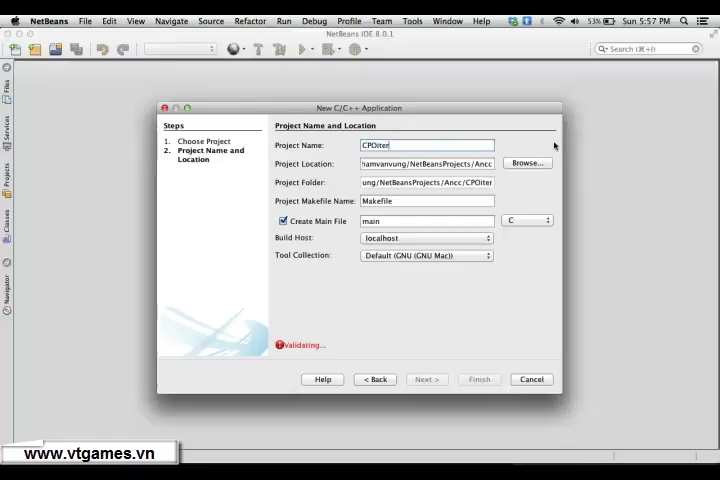 NetBeans File Edit View Navigate Source Refactor Run Debug Profile Team Tools Window Help 53% Sun 5:57 PM
NetBeans IDE 8.0.1
Search (⌘+I)
Files
Services
Projects
Classes
Navigator
New C/C++ Application
Steps
1. Choose Project
2. Project Name and
Location
Project Name and Location
Project Name: CPOiter
Project Location: hamvanvung/NetBeansProjects/Ancc Browse...
Project Folder: ung/NetBeansProjects/Ancc/CPOiter
Project Makefile Name: Makefile
Create Main File main C
Build Host: localhost
Tool Collection: Default (GNU (GNU Mac))
Validating...
Help < Back Next > Finish Cancel
www.vtgames.vn